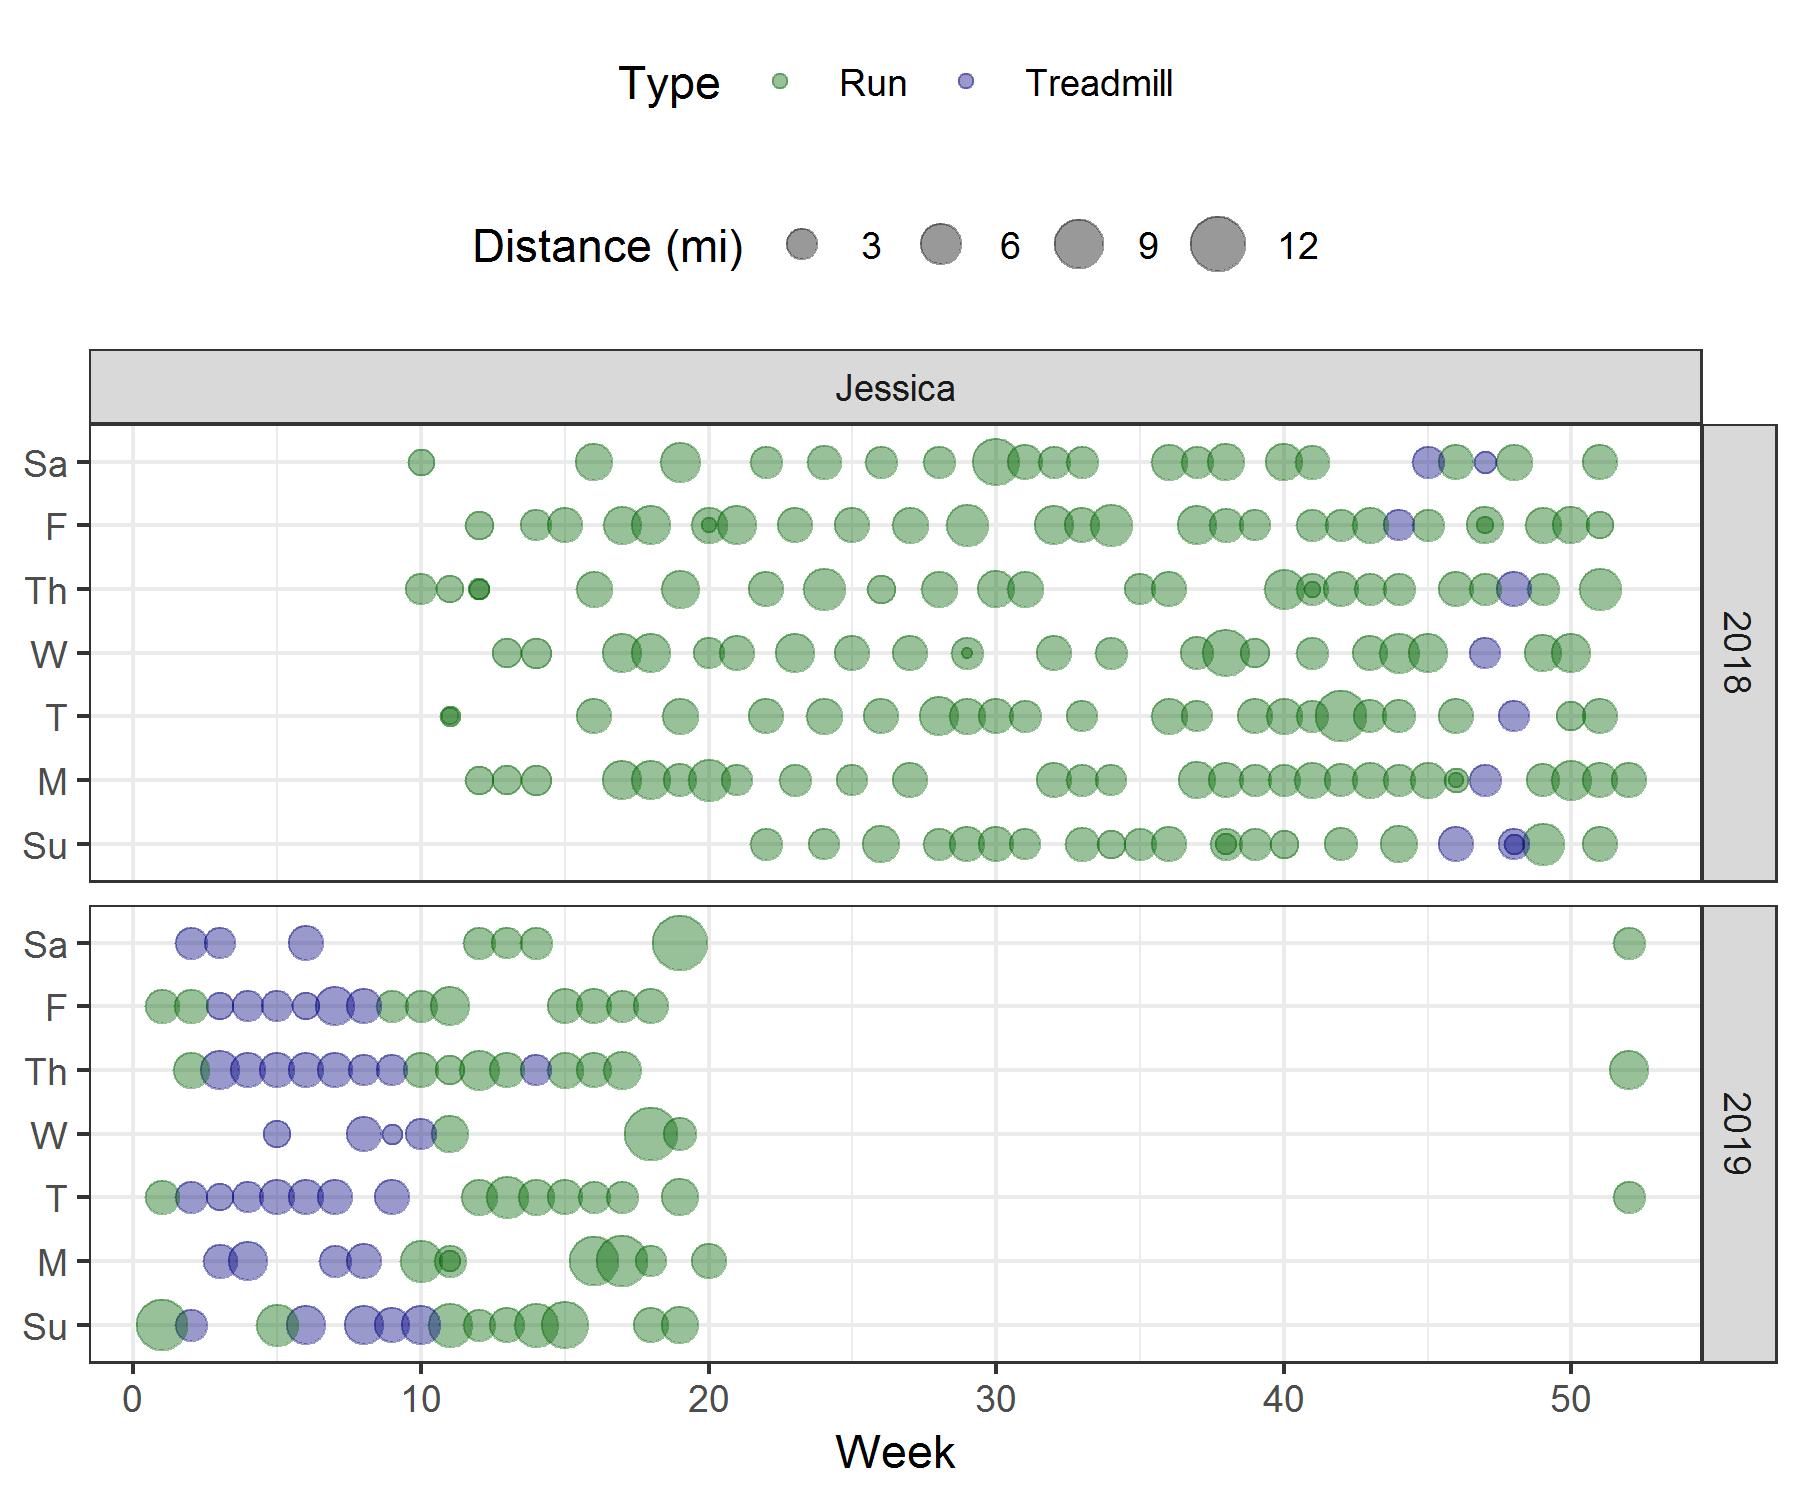 Type Run Treadmill
Distance (mi) 3 6 9 12
Jessica
Sa
F
Th
W
T
M
Su
2018
Sa
F
Th
W
T
M
Su
2019
0 10 20 30 40 50
Week